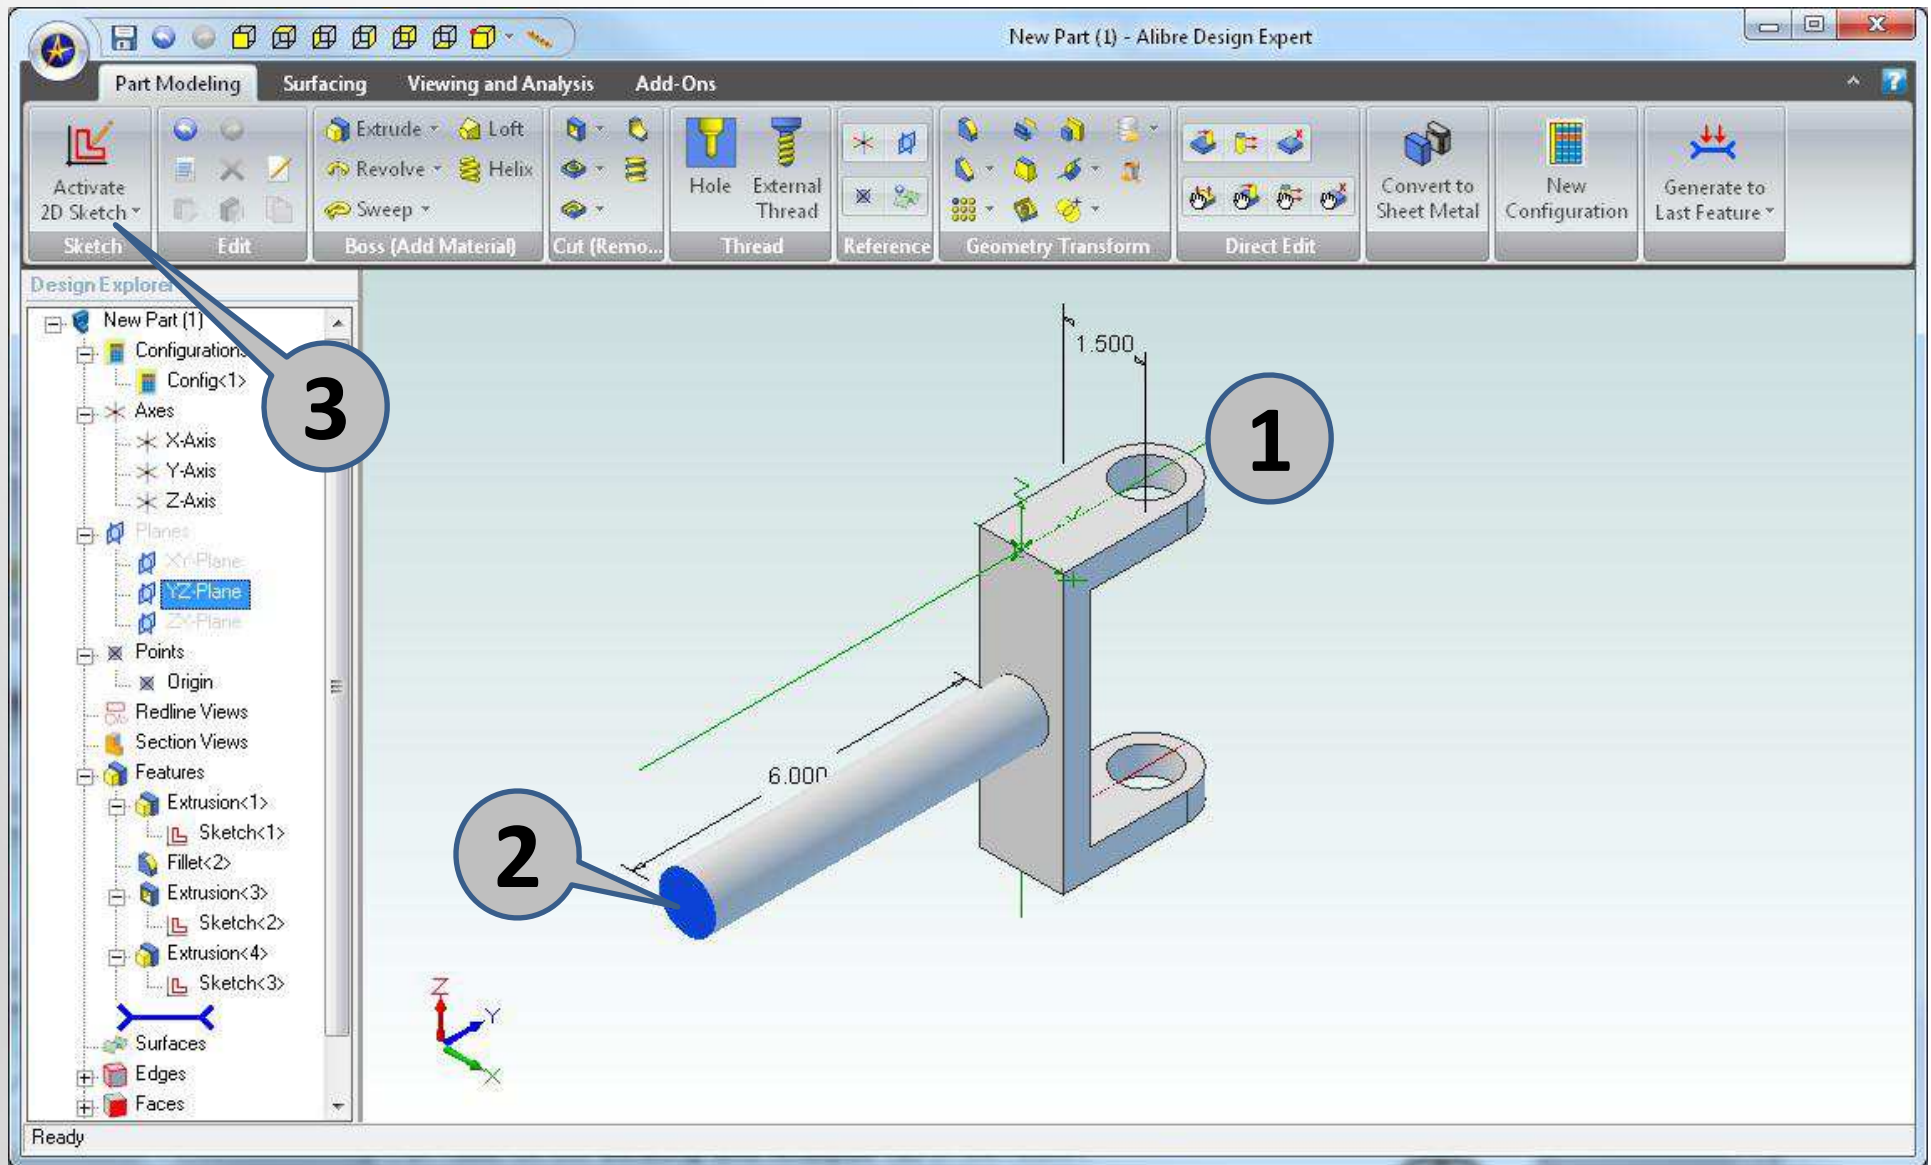 New Part (1) - Alibre Design Expert
Part Modeling Surfacing Viewing and Analysis Add-Ons
Activate
2D Sketch
Sketch
Edit
Extrude Loft
Revolve Helix
Sweep
Boss (Add Material)
Cut (Remo...
Hole
External
Thread
Thread
Reference
Geometry Transform
Direct Edit
Convert to
Sheet Metal
New
Configuration
Generate to
Last Feature
Design Explorer
New Part (1)
Configurations
Config<1>
Axes
X-Axis
Y-Axis
Z-Axis
Planes
XY-Plane
YZ-Plane
ZX-Plane
Points
Origin
Redline Views
Section Views
Features
Extrusion<1>
Sketch<1>
Fillet<2>
Extrusion<3>
Sketch<2>
Extrusion<4>
Sketch<3>
Surfaces
Edges
Faces
3
1.500
1
6.000
2
Z
Y
X
Ready